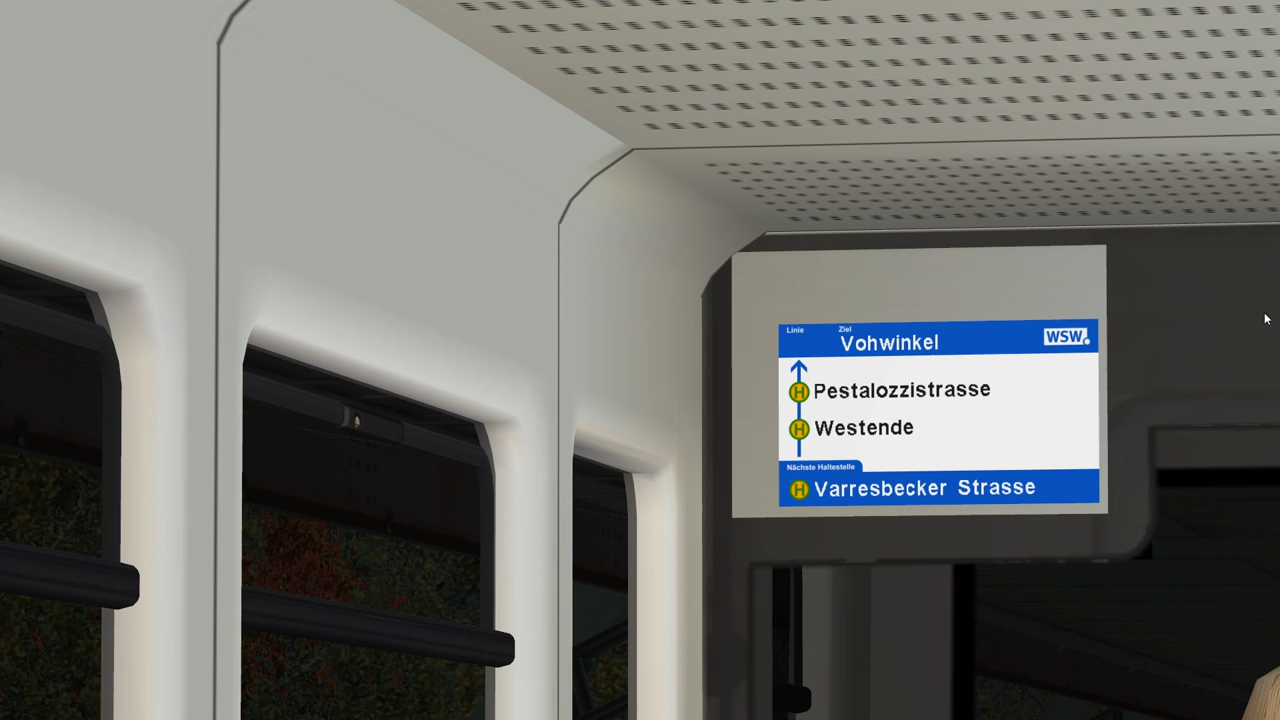 Linie Ziel
Vohwinkel
WSW.
H Pestalozzistrasse
H Westende
Nächste Haltestelle
H Varresbecker Strasse